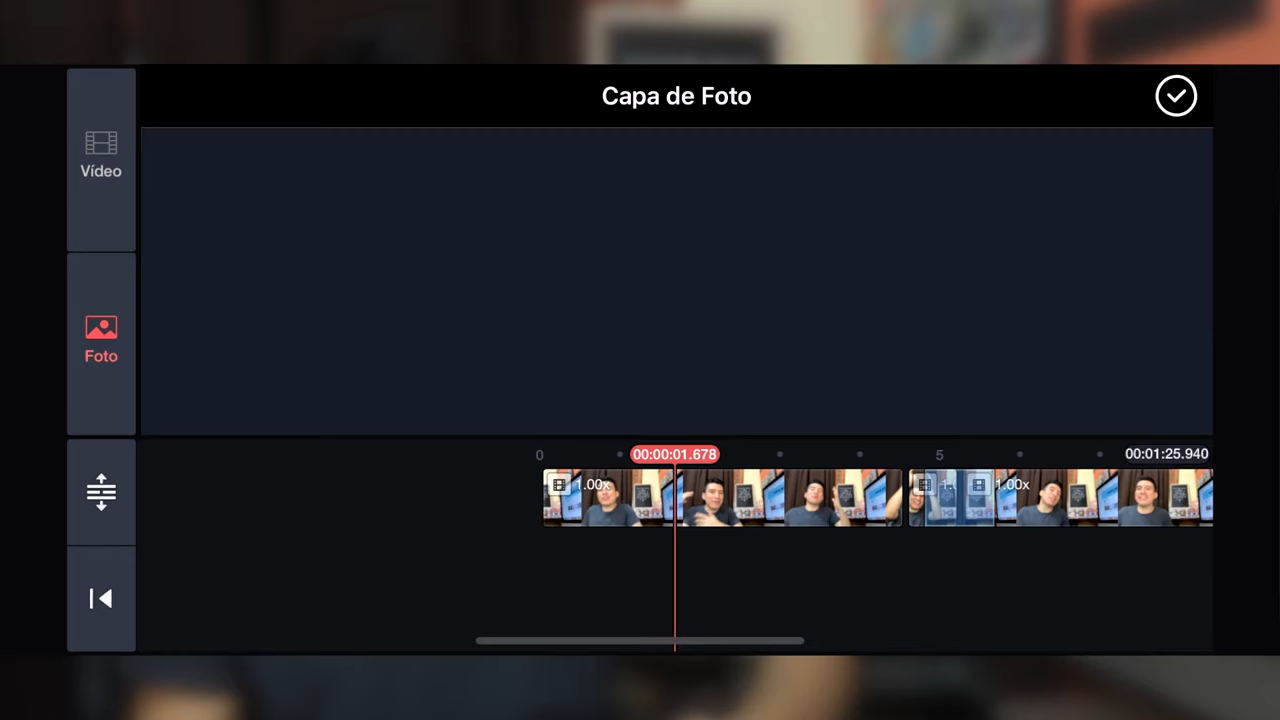 Capa de Foto
Vídeo
Foto
0
00:00:01.678
5
00:01:25.940
1.00x
1.00x